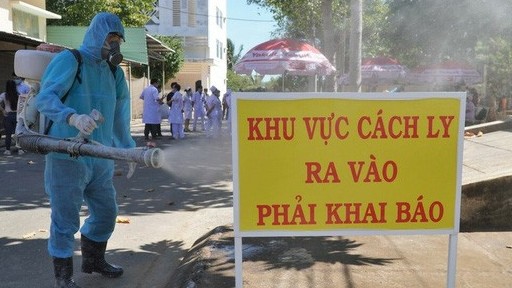 KHU VỰC CÁCH LY
RA VÀO
PHẢI KHAI BÁO